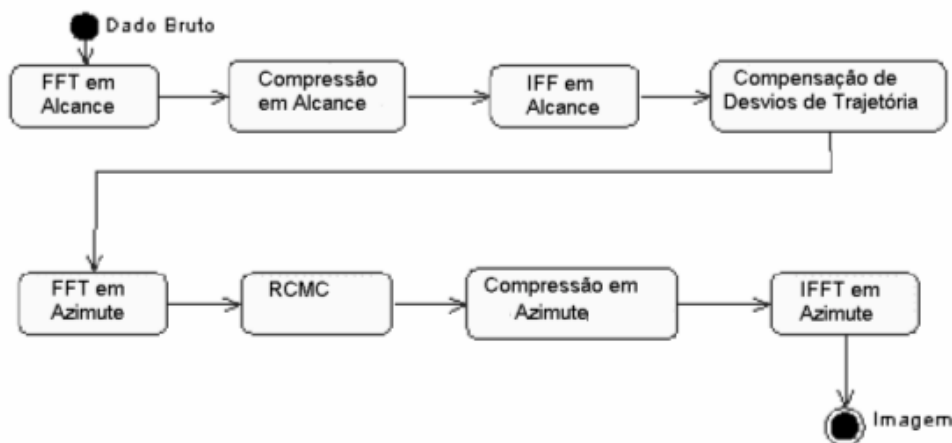 Dado Bruto
FFT em
Alcance
Compressão
em Alcance
IFF em
Alcance
Compensação de
Desvios de Trajetória
FFT em
Azimute
RCMC
Compressão em
Azimute
IFFT em
Azimute
Imagem